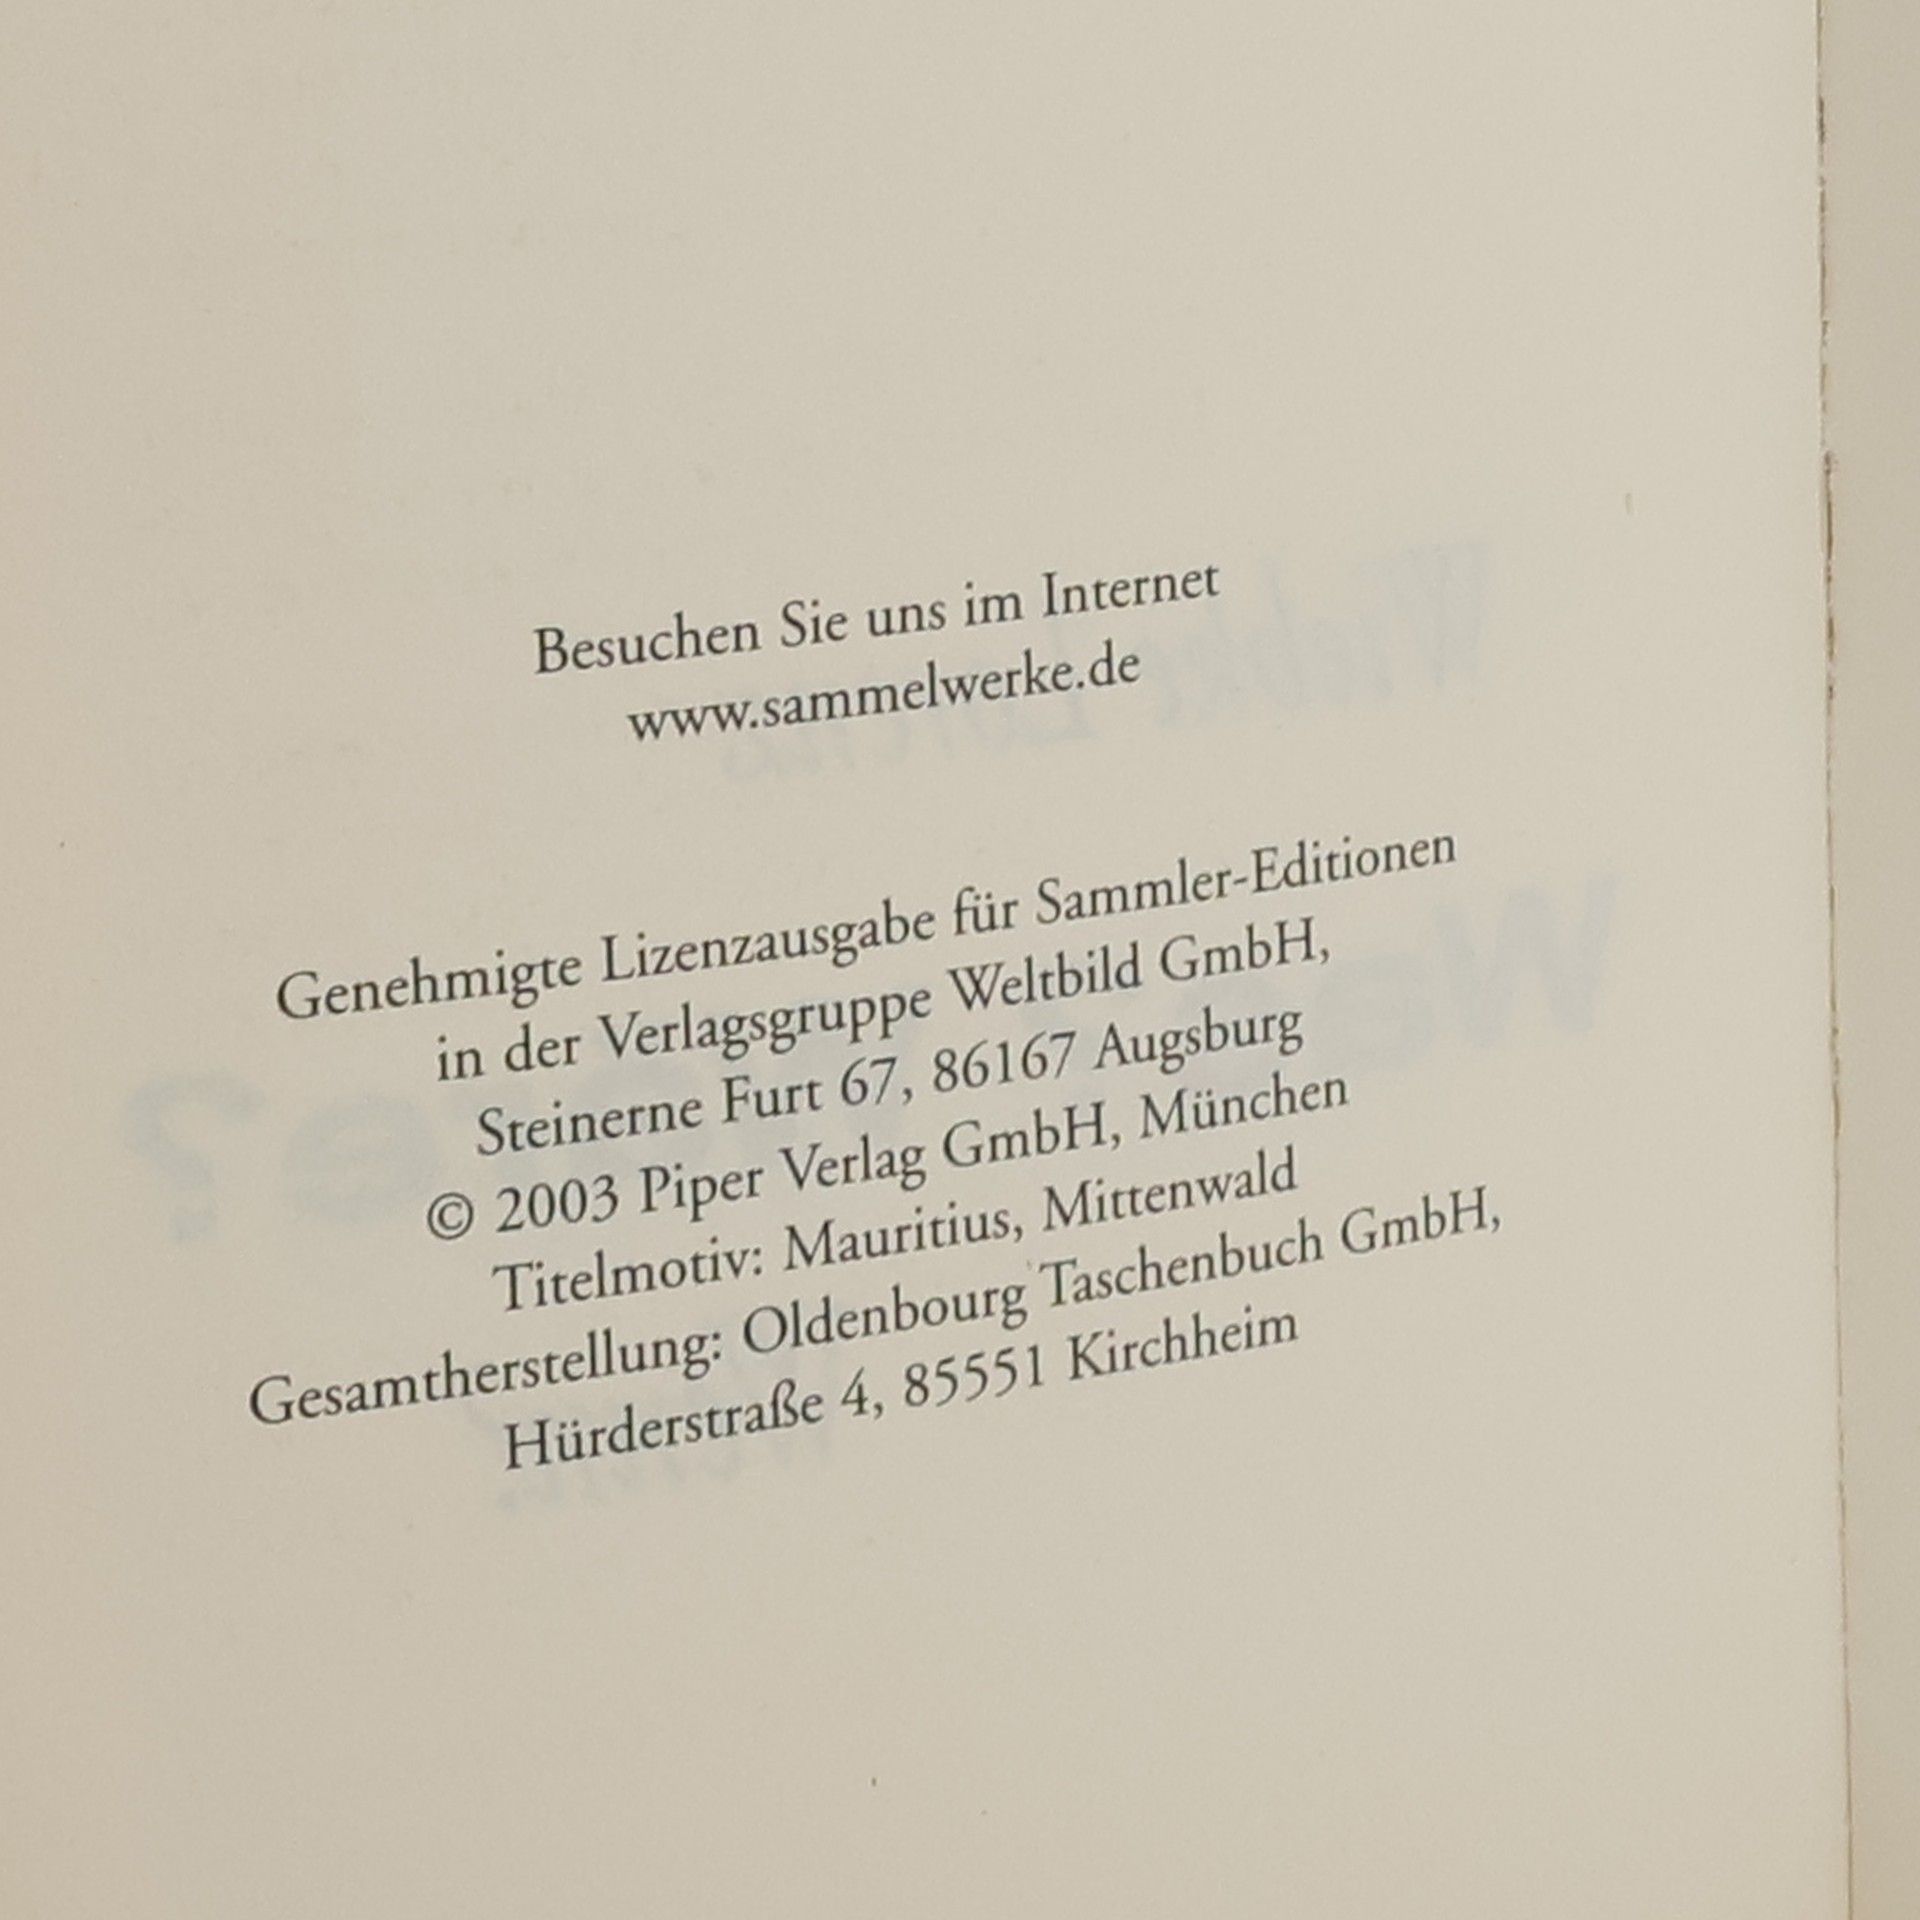 Besuchen Sie uns im Internet
www.sammelwerke.de
Genehmigte Lizenzausgabe für Sammler-Editionen
in der Verlagsgruppe Weltbild GmbH,
Steinerne Furt 67, 86167 Augsburg
© 2003 Piper Verlag GmbH, München
Titelmotiv: Mauritius, Mittenwald
Gesamtherstellung: Oldenbourg Taschenbuch GmbH,
Hürderstraße 4, 85551 Kirchheim